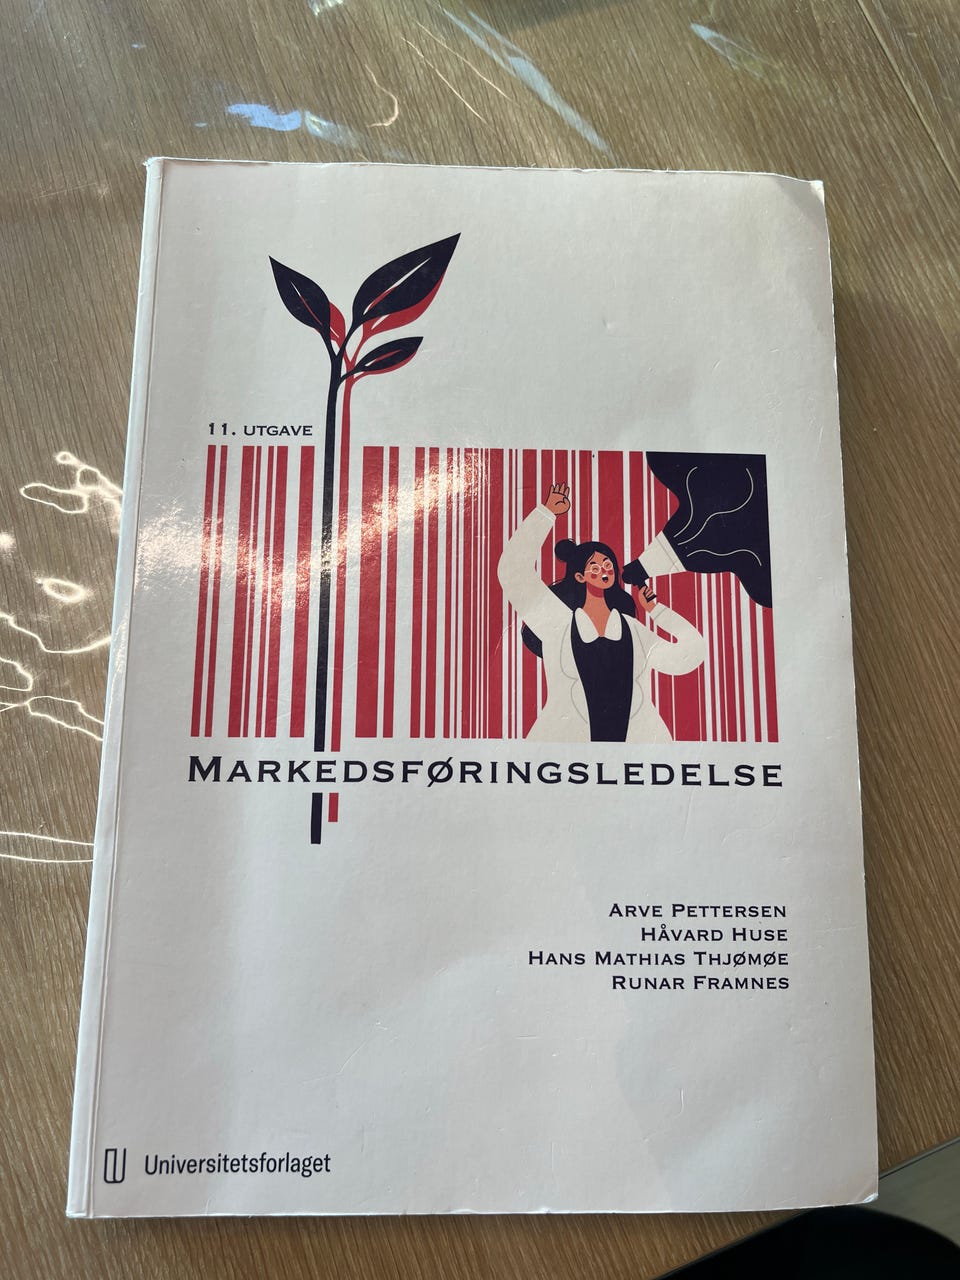 11. UTGAVE
MARKEDSFØRINGSLEDELSE
ARVE PETTERSEN
HÅVARD HUSE
HANS MATHIAS THJØMØE
RUNAR FRAMNES
Universitetsforlaget